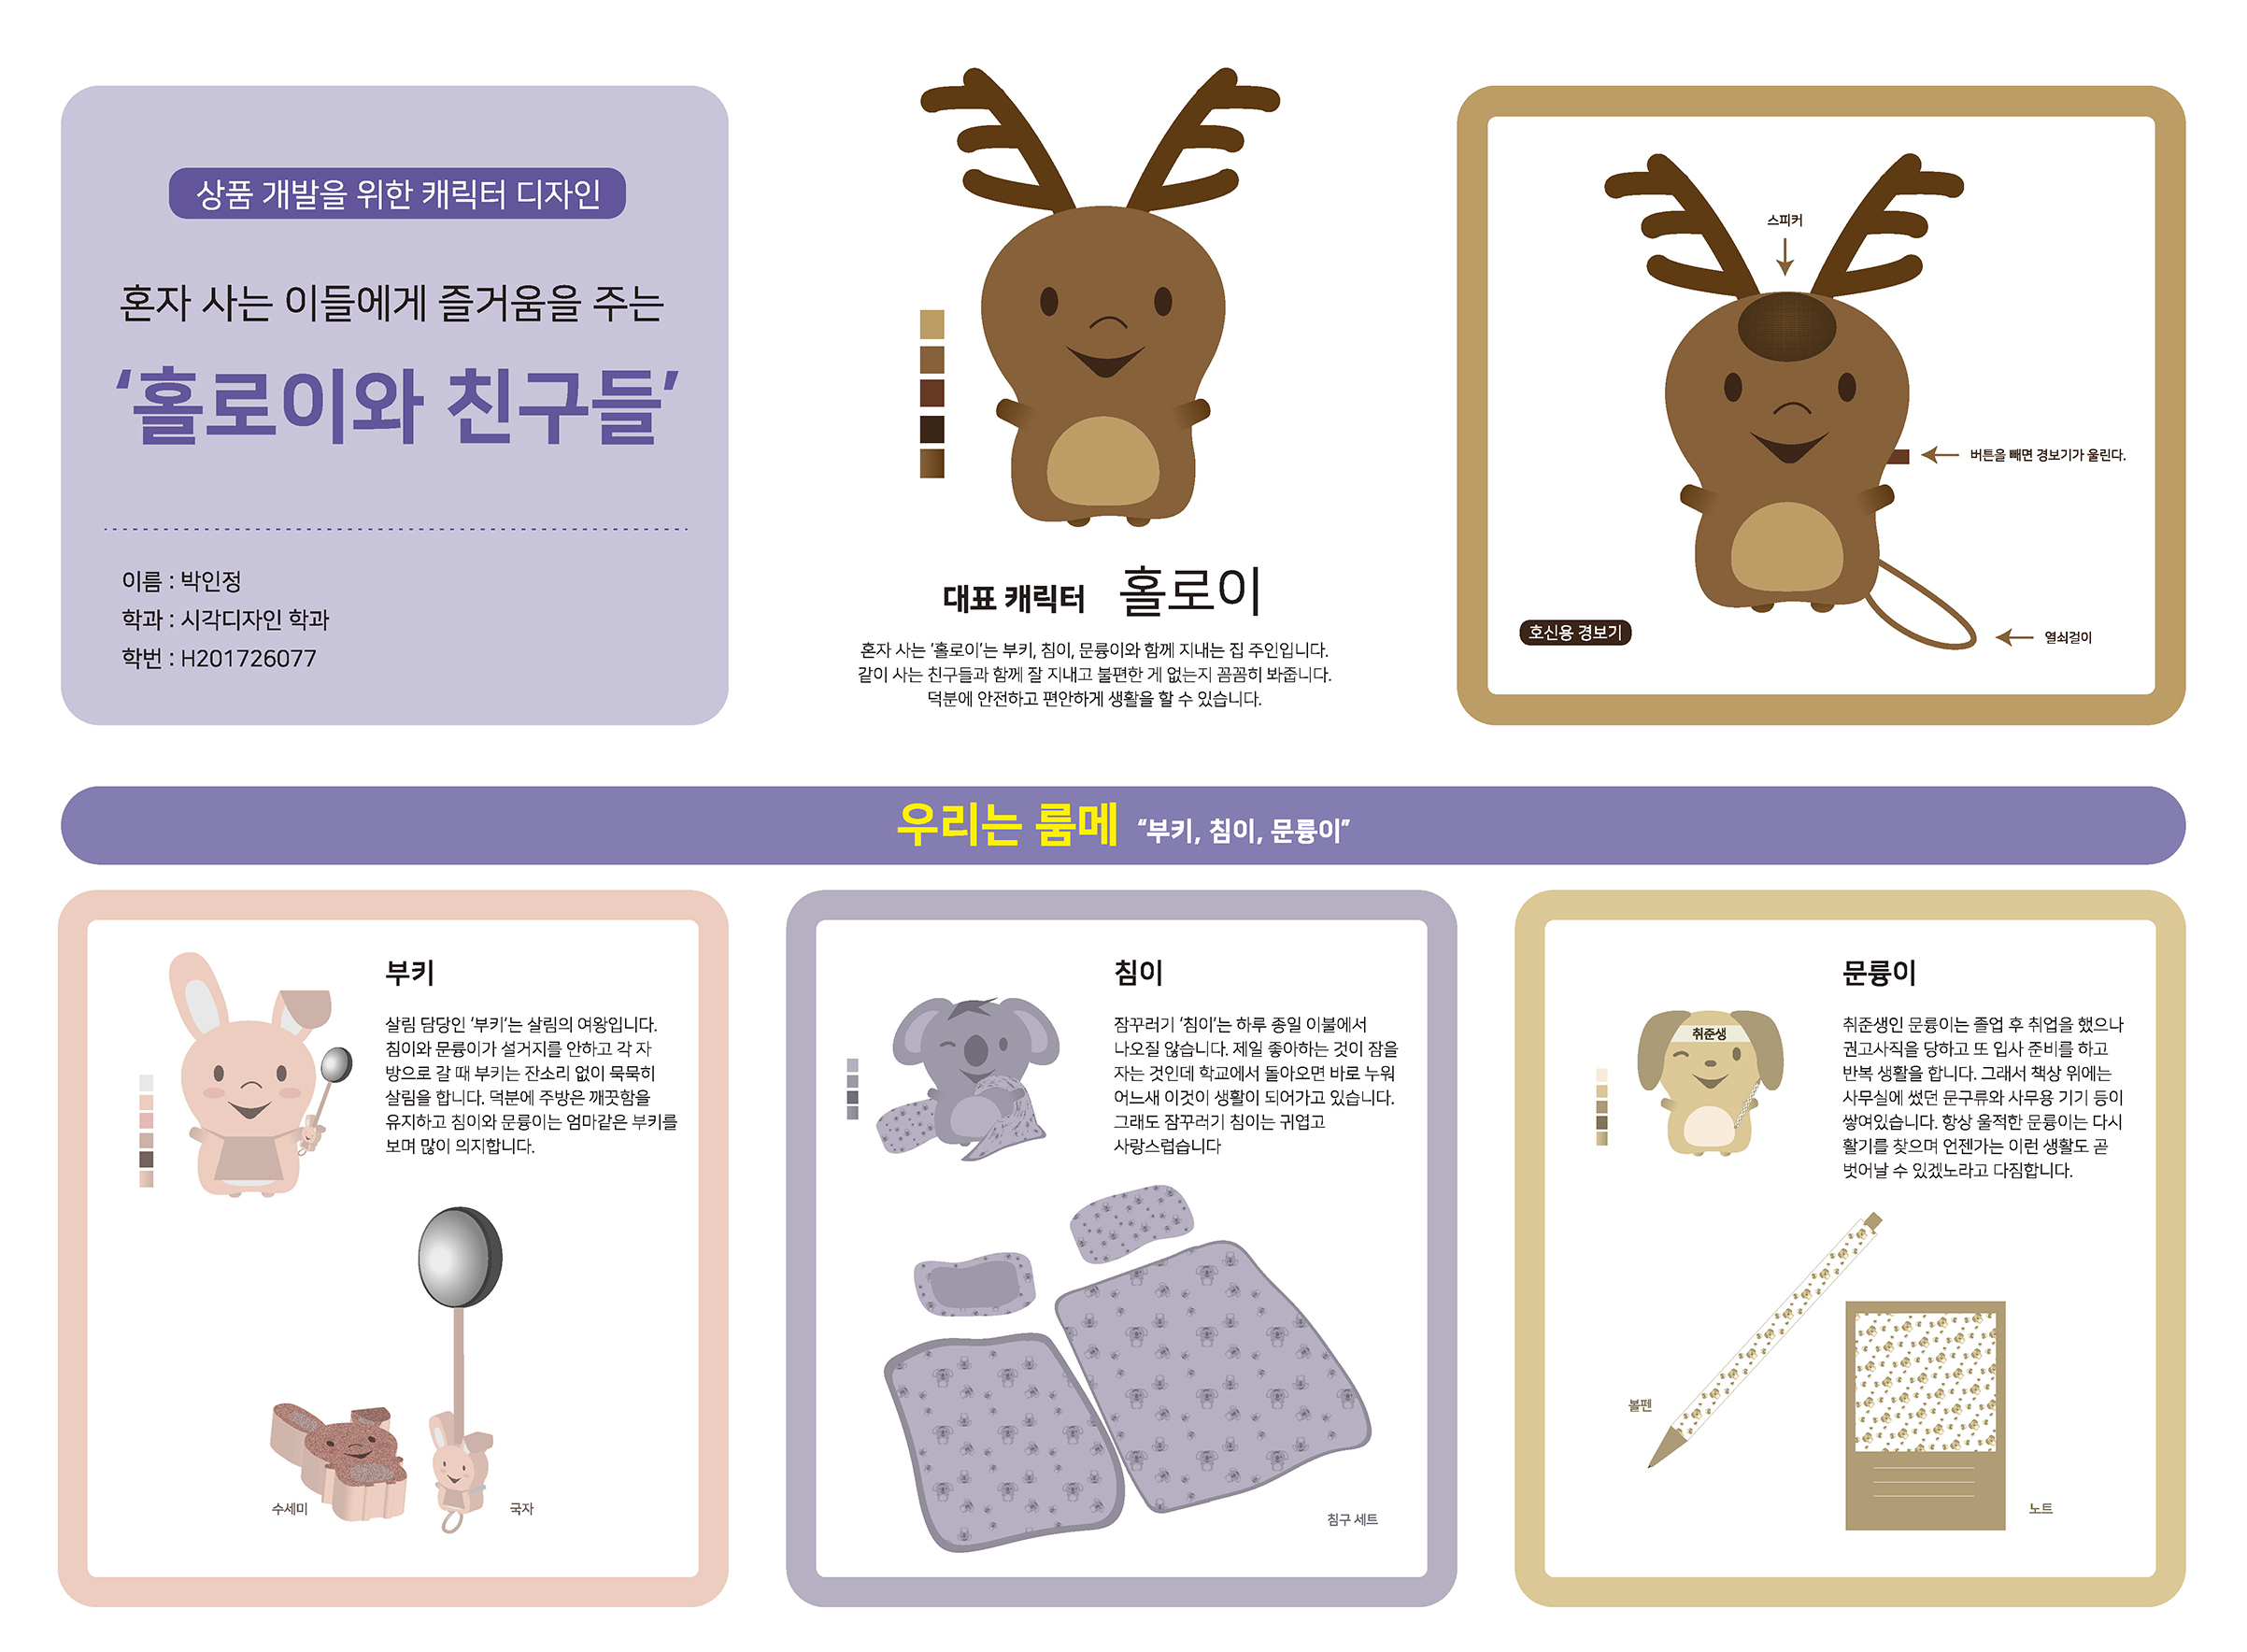 상품 개발을 위한 캐릭터 디자인
혼자 사는 이들에게 즐거움을 주는
‘홀로이와 친구들’
이름 : 박인정
학과 : 시각디자인 학과
학번 : H201726077
대표 캐릭터 홀로이
혼자 사는 ‘홀로이’는 부키, 침이, 문륭이와 함께 지내는 집 주인입니다.
같이 사는 친구들과 함께 잘 지내고 불편한 게 없는지 꼼꼼히 봐줍니다.
덕분에 안전하고 편안하게 생활을 할 수 있습니다.
스피커
버튼을 빼면 경보기가 울린다.
호신용 경보기
열쇠걸이
우리는 룸메 “부키, 침이, 문륭이”
부키
살림 담당인 ‘부키’는 살림의 여왕입니다.
침이와 문륭이가 설거지를 안하고 각 자
방으로 갈 때 부키는 잔소리 없이 묵묵히
살림을 합니다. 덕분에 주방은 깨끗함을
유지하고 침이와 문륭이는 엄마같은 부키를
보며 많이 의지합니다.
수세미
국자
침이
잠꾸러기 ‘침이’는 하루 종일 이불에서
나오질 않습니다. 제일 좋아하는 것이 잠을
자는 것인데 학교에서 돌아오면 바로 누워
어느새 이것이 생활이 되어가고 있습니다.
그래도 잠꾸러기 침이는 귀엽고
사랑스럽습니다
침구 세트
문륭이
취준생
취준생인 문륭이는 졸업 후 취업을 했으나
권고사직을 당하고 또 입사 준비를 하고
반복 생활을 합니다. 그래서 책상 위에는
사무실에 썼던 문구류와 사무용 기기 등이
쌓여있습니다. 항상 울적한 문륭이는 다시
활기를 찾으며 언젠가는 이런 생활도 곧
벗어날 수 있겠노라고 다짐합니다.
볼펜
노트